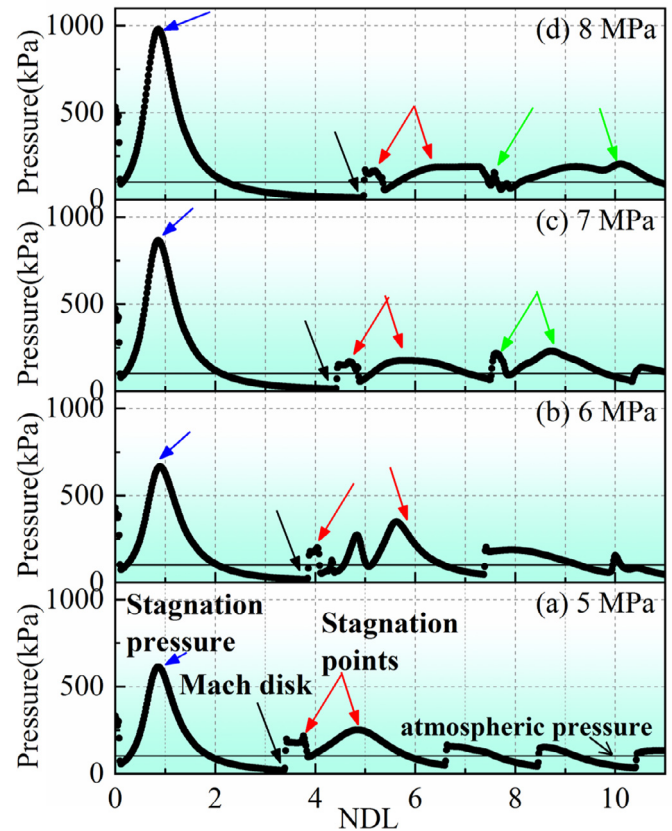 (d) 8 MPa
1000
500
0
Pressure(kPa)
(c) 7 MPa
1000
500
0
Pressure(kPa)
(b) 6 MPa
1000
500
0
Pressure(kPa)
(a) 5 MPa
1000
500
0
Pressure(kPa)
Stagnation
pressure
Mach disk
Stagnation
points
atmospheric pressure
0 2 4 6 8 10
NDL